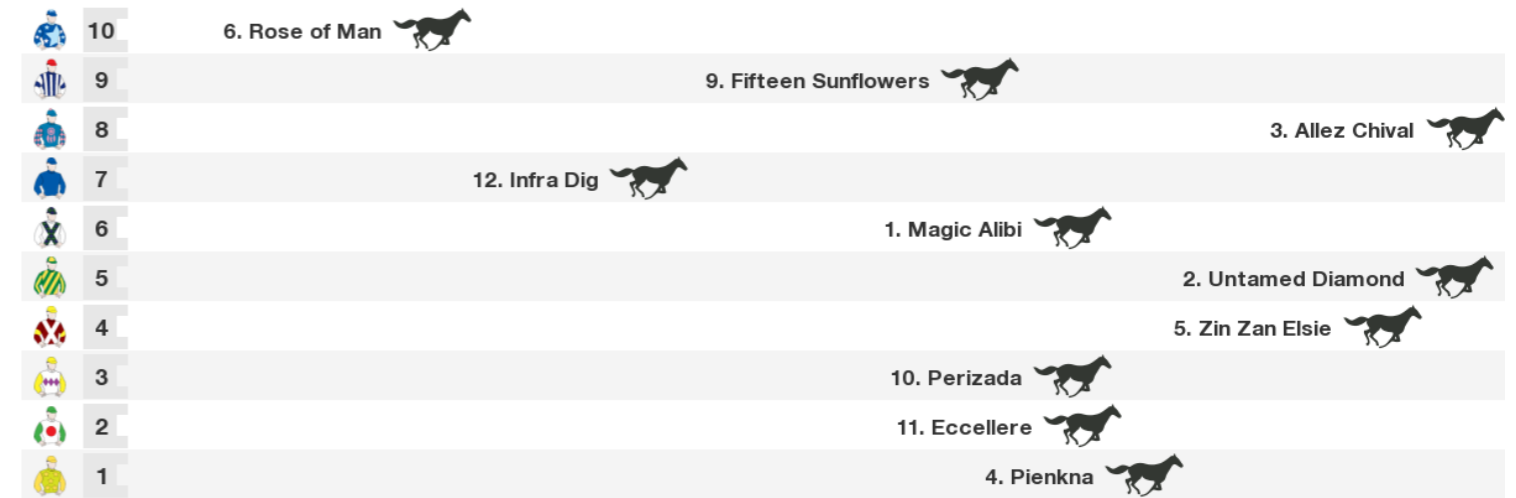 10 6. Rose of Man
9 9. Fifteen Sunflowers
8 3. Allez Chival
7 12. Infra Dig
6 1. Magic Alibi
5 2. Untamed Diamond
4 5. Zin Zan Elsie
3 10. Perizada
2 11. Eccellere
1 4. Pienkna